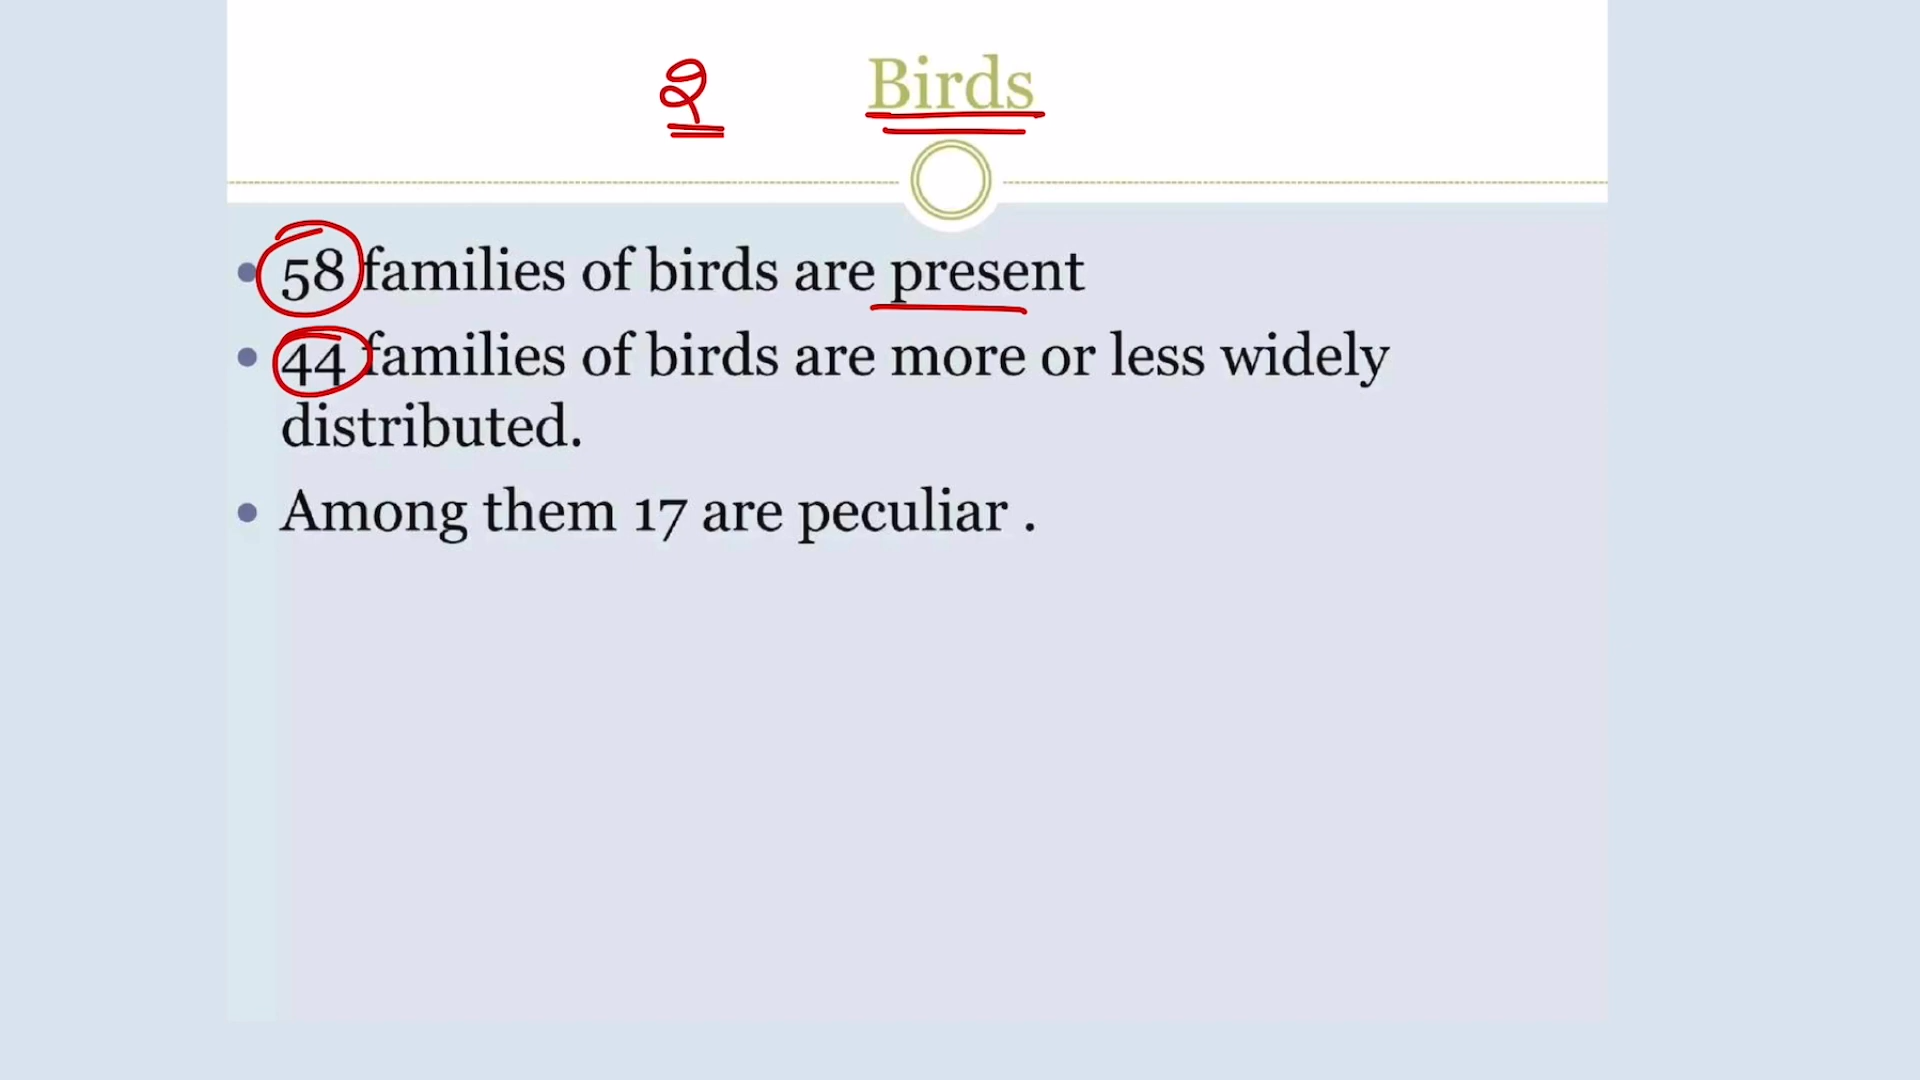 Birds
58 families of birds are present
44 families of birds are more or less widely
distributed.
Among them 17 are peculiar .